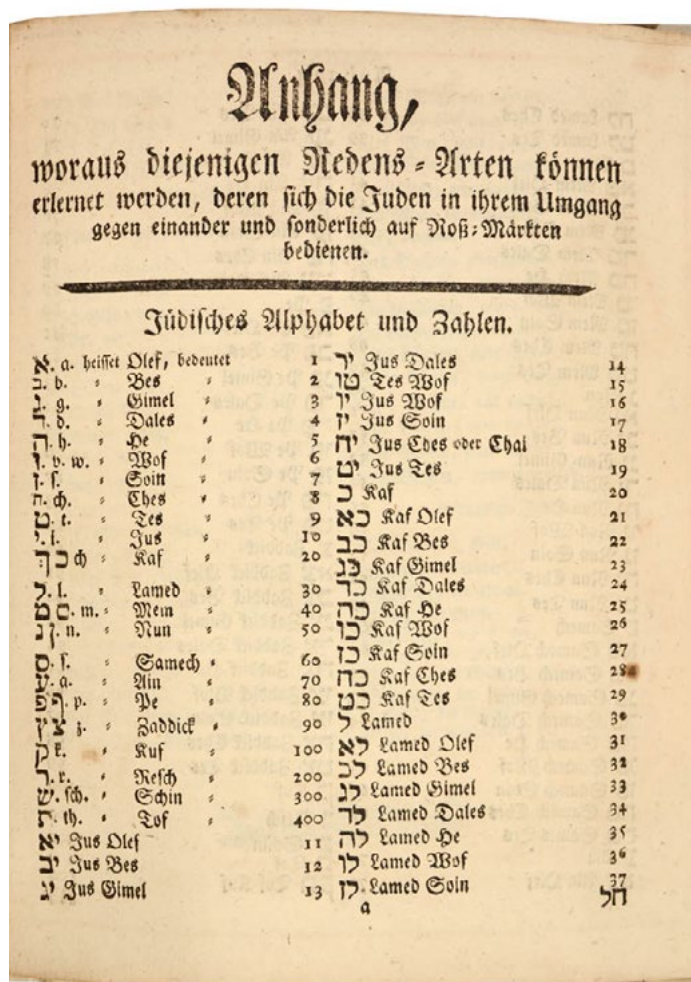 Anhang,
woraus diejenigen Redens-Arten können
erlernet werden, deren sich die Juden in ihrem Umgang
gegen einander und sonderlich auf Roß-Märkten
bedienen.
Jüdisches Alphabet und Zahlen.
א. a. heisset Olef, bedeutet 1
ב. b. = Bes = 2
ג. g. = Gimel = 3
ד. d. = Dales = 4
ה. h. = He = 5
ו. v. w. = Wof = 6
ז. s. = Soin = 7
ח. ch. = Ches = 8
ט. t. = Tes = 9
י. i. = Jus = 10
כ ך ch = Kaf = 20
ל. l. = Lamed = 30
ם מ. m. = Mem = 40
נ ן. n. = Nun = 50
ס. s. = Samech = 60
ע. a. = Ain = 70
פ ף. p. = Pe = 80
צ ץ z. = Zaddick = 90
ק k. = Kuf = 100
ר. r. = Resch = 200
ש. sch. = Schin = 300
ת. th. = Tof = 400
יא Jus Olef 11
יב Jus Bes 12
יג Jus Gimel 13
יד Jus Dales 14
טו Tes Wof 15
יו Jus Wof 16
יז Jus Soin 17
יח Jus Ches oder Chai 18
יט Jus Tes 19
כ Kaf 20
כא Kaf Olef 21
כב Kaf Bes 22
כג Kaf Gimel 23
כד Kaf Dales 24
כה Kaf He 25
כו Kaf Wof 26
כז Kaf Soin 27
כח Kaf Ches 28
כט Kaf Tes 29
ל Lamed 30
לא Lamed Olef 31
לב Lamed Bes 32
לג Lamed Gimel 33
לד Lamed Dales 34
לה Lamed He 35
לו Lamed Wof 36
לז Lamed Soin 37
a
לח